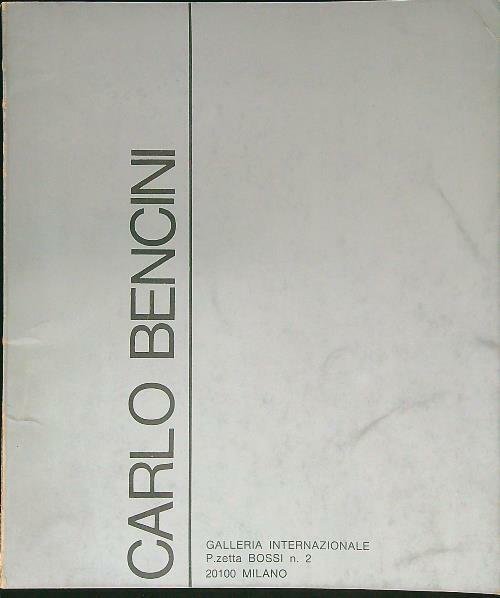 CARLO BENCINI
GALLERIA INTERNAZIONALE
P.zetta BOSSI n. 2
20100 MILANO